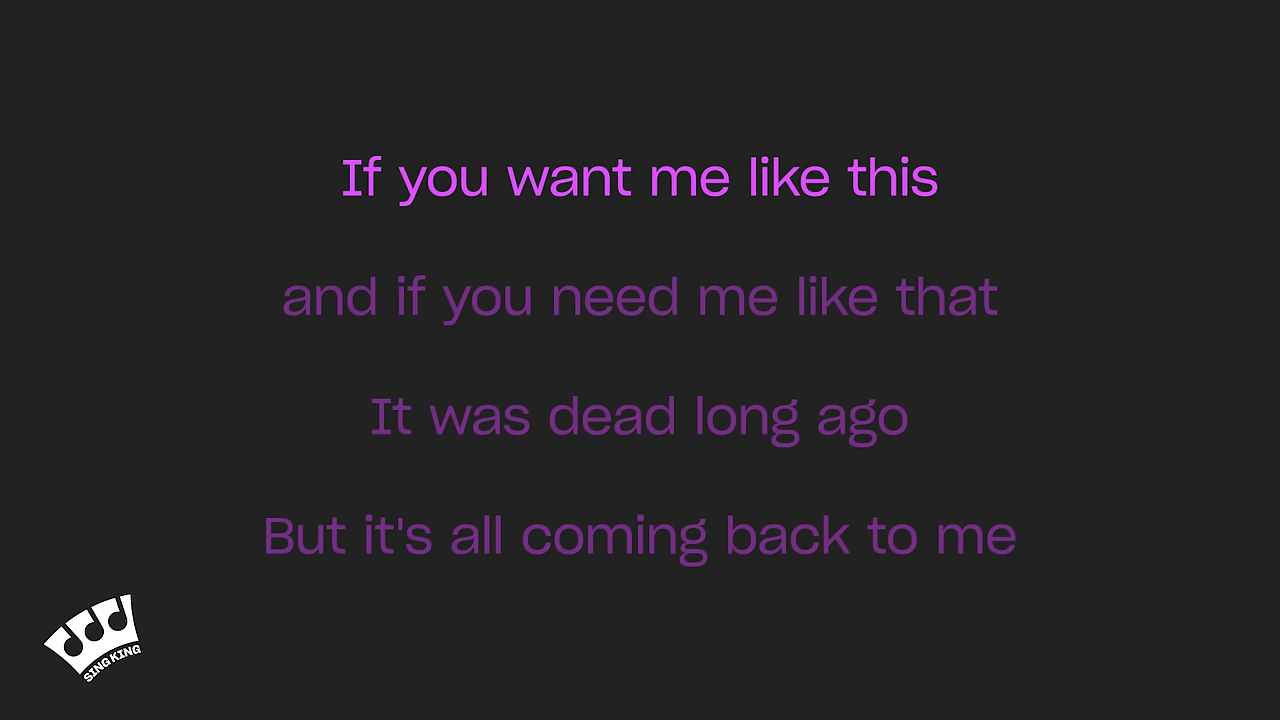 If you want me like this
and if you need me like that
It was dead long ago
But it's all coming back to me
SING KING